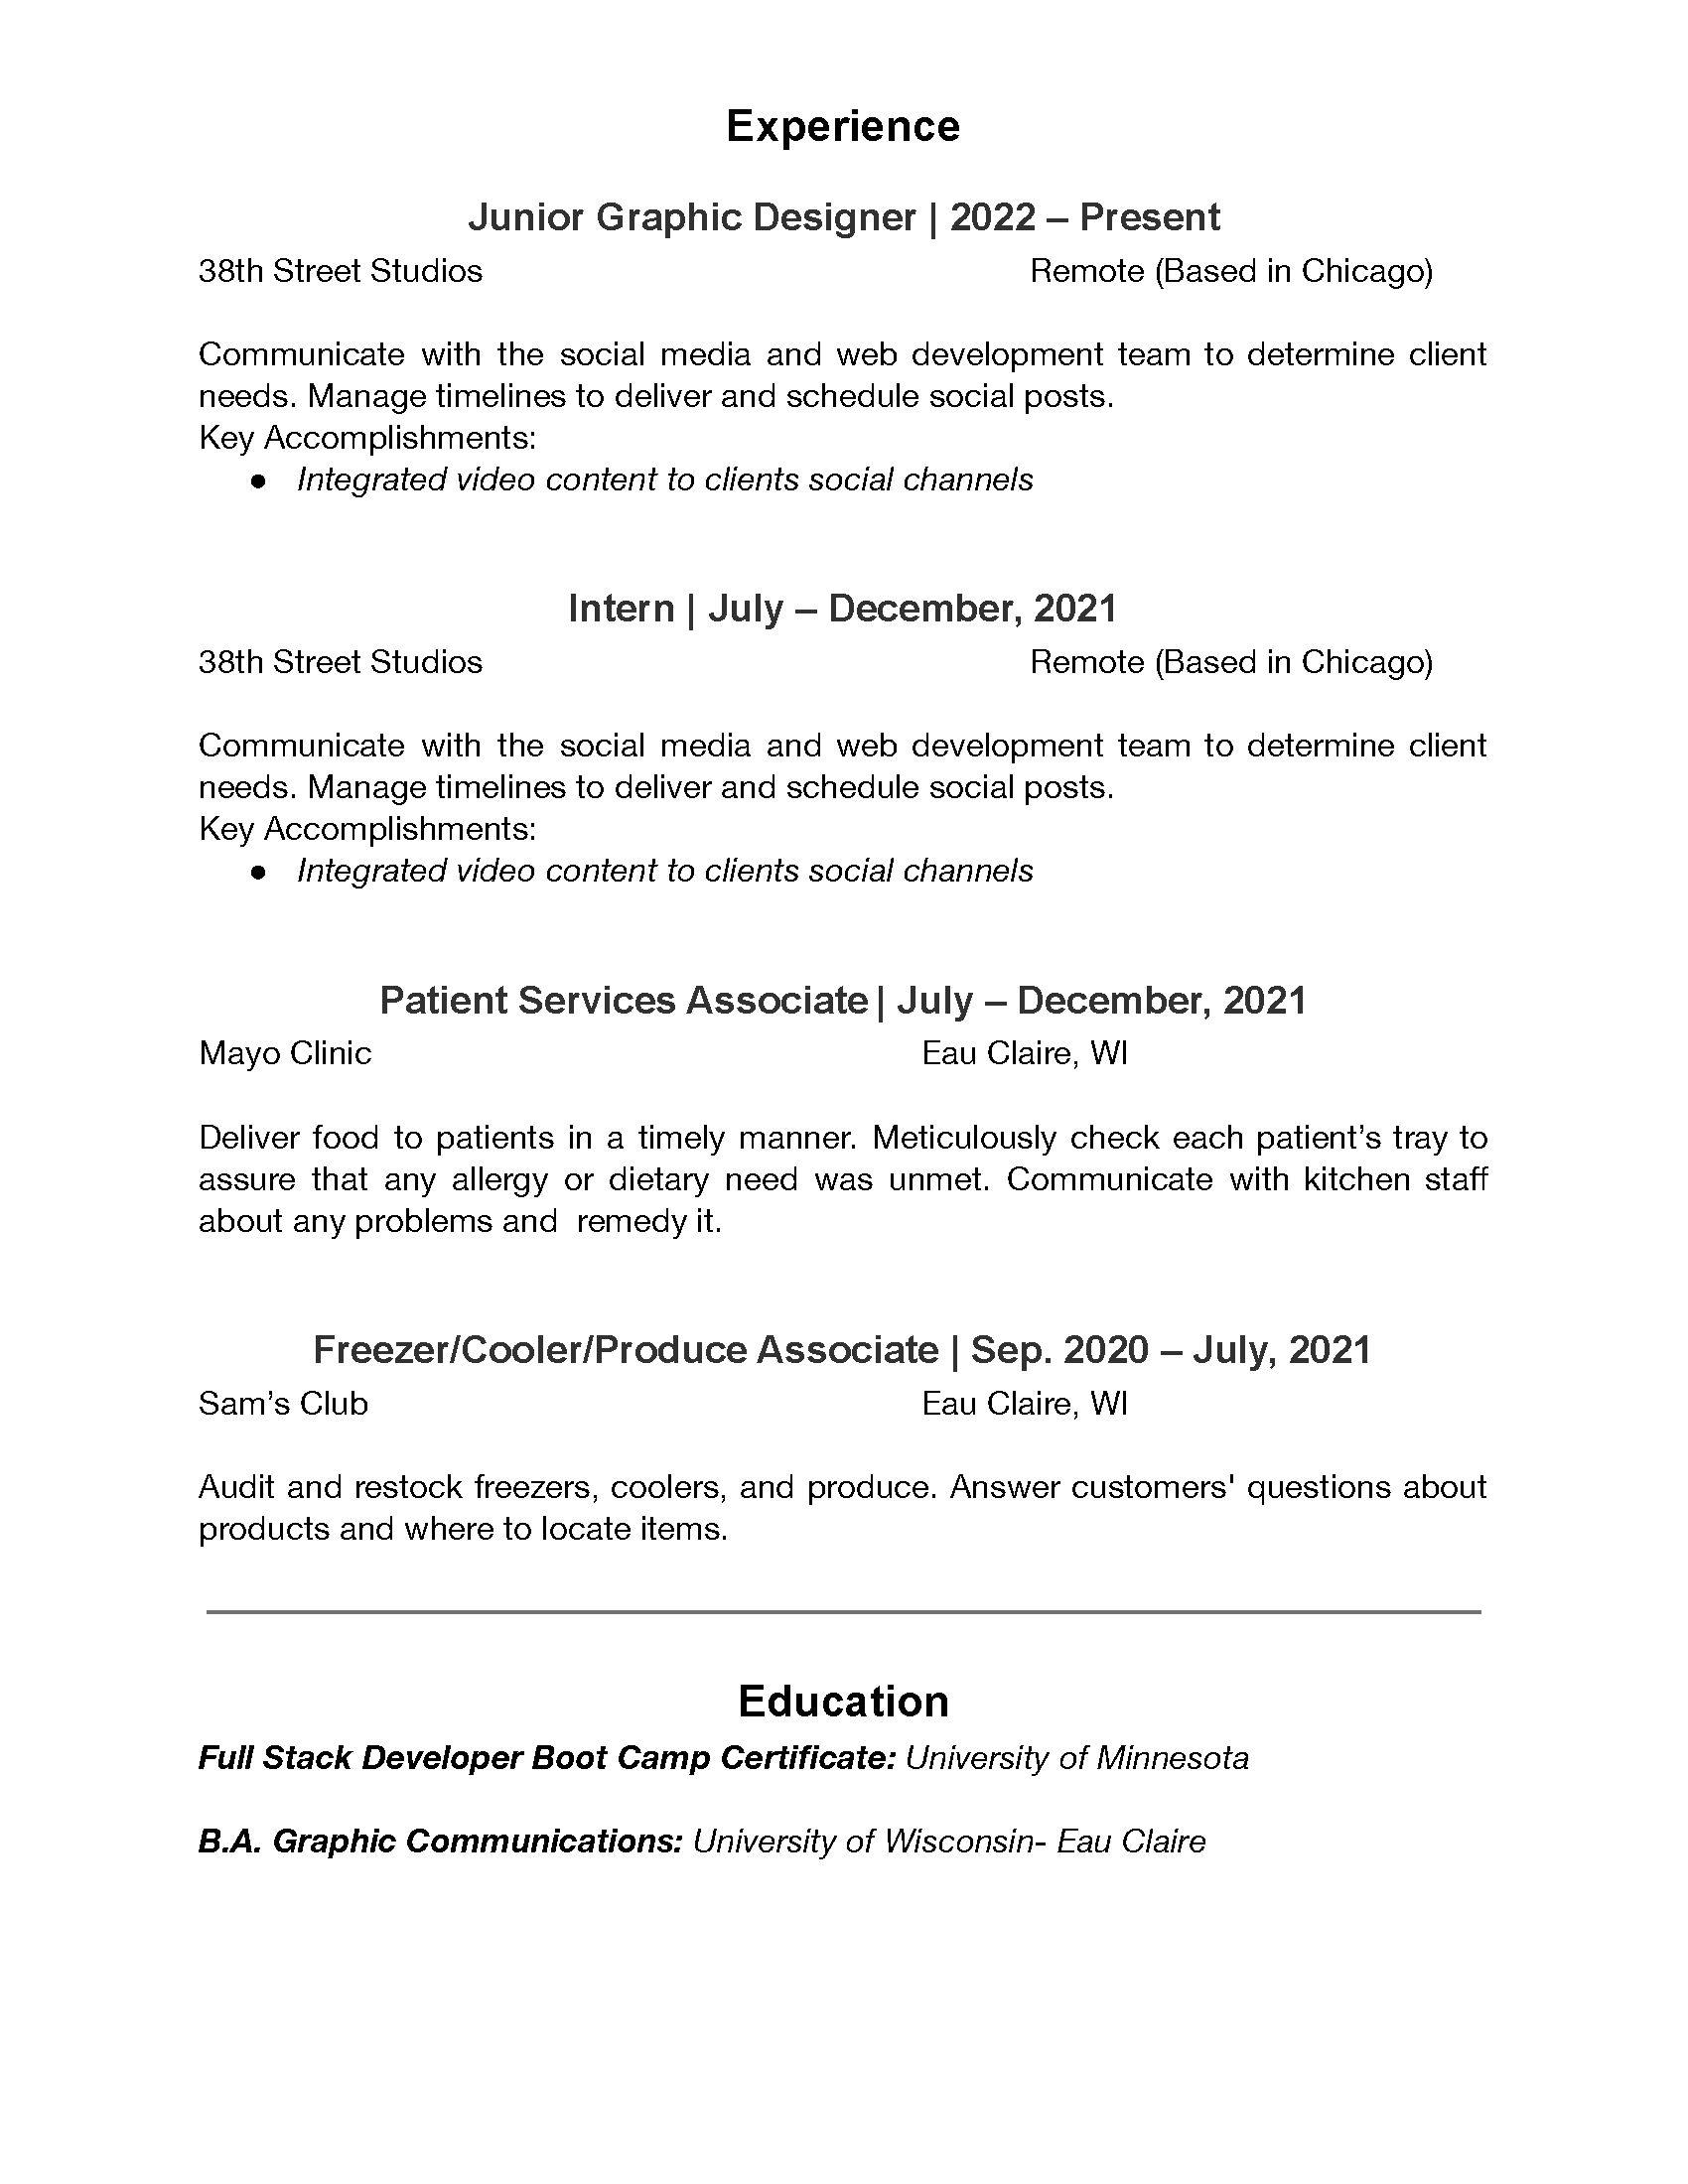 Experience
Junior Graphic Designer | 2022 – Present
38th Street Studios Remote (Based in Chicago)
Communicate with the social media and web development team to determine client
needs. Manage timelines to deliver and schedule social posts.
Key Accomplishments:
● Integrated video content to clients social channels
Intern | July – December, 2021
38th Street Studios Remote (Based in Chicago)
Communicate with the social media and web development team to determine client
needs. Manage timelines to deliver and schedule social posts.
Key Accomplishments:
● Integrated video content to clients social channels
Patient Services Associate | July – December, 2021
Mayo Clinic Eau Claire, WI
Deliver food to patients in a timely manner. Meticulously check each patient’s tray to
assure that any allergy or dietary need was unmet. Communicate with kitchen staff
about any problems and  remedy it.
Freezer/Cooler/Produce Associate | Sep. 2020 – July, 2021
Sam’s Club Eau Claire, WI
Audit and restock freezers, coolers, and produce. Answer customers' questions about
products and where to locate items.
Education
Full Stack Developer Boot Camp Certificate: University of Minnesota
B.A. Graphic Communications: University of Wisconsin- Eau Claire